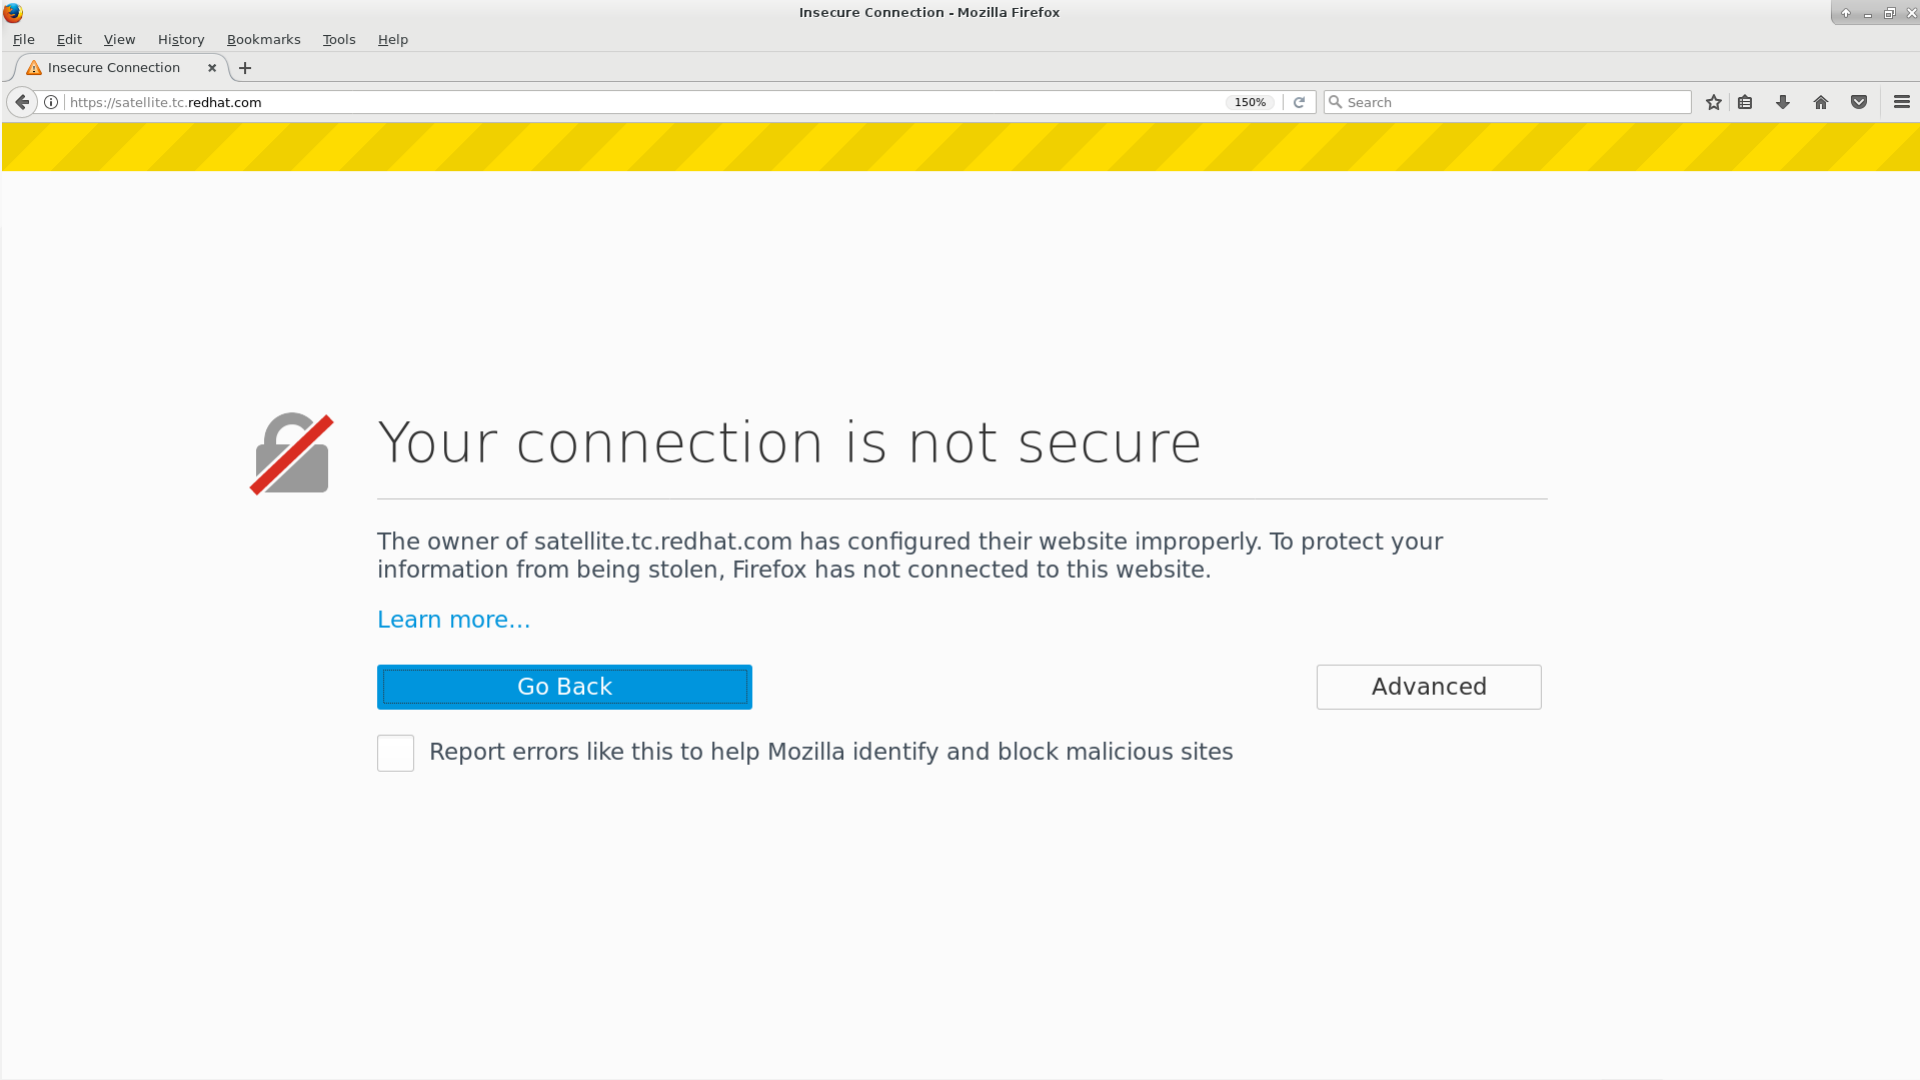 Insecure Connection - Mozilla Firefox
File Edit View History Bookmarks Tools Help
Insecure Connection
https://satellite.tc.redhat.com 150% Search
Your connection is not secure
The owner of satellite.tc.redhat.com has configured their website improperly. To protect your
information from being stolen, Firefox has not connected to this website.
Learn more...
Go Back Advanced
Report errors like this to help Mozilla identify and block malicious sites